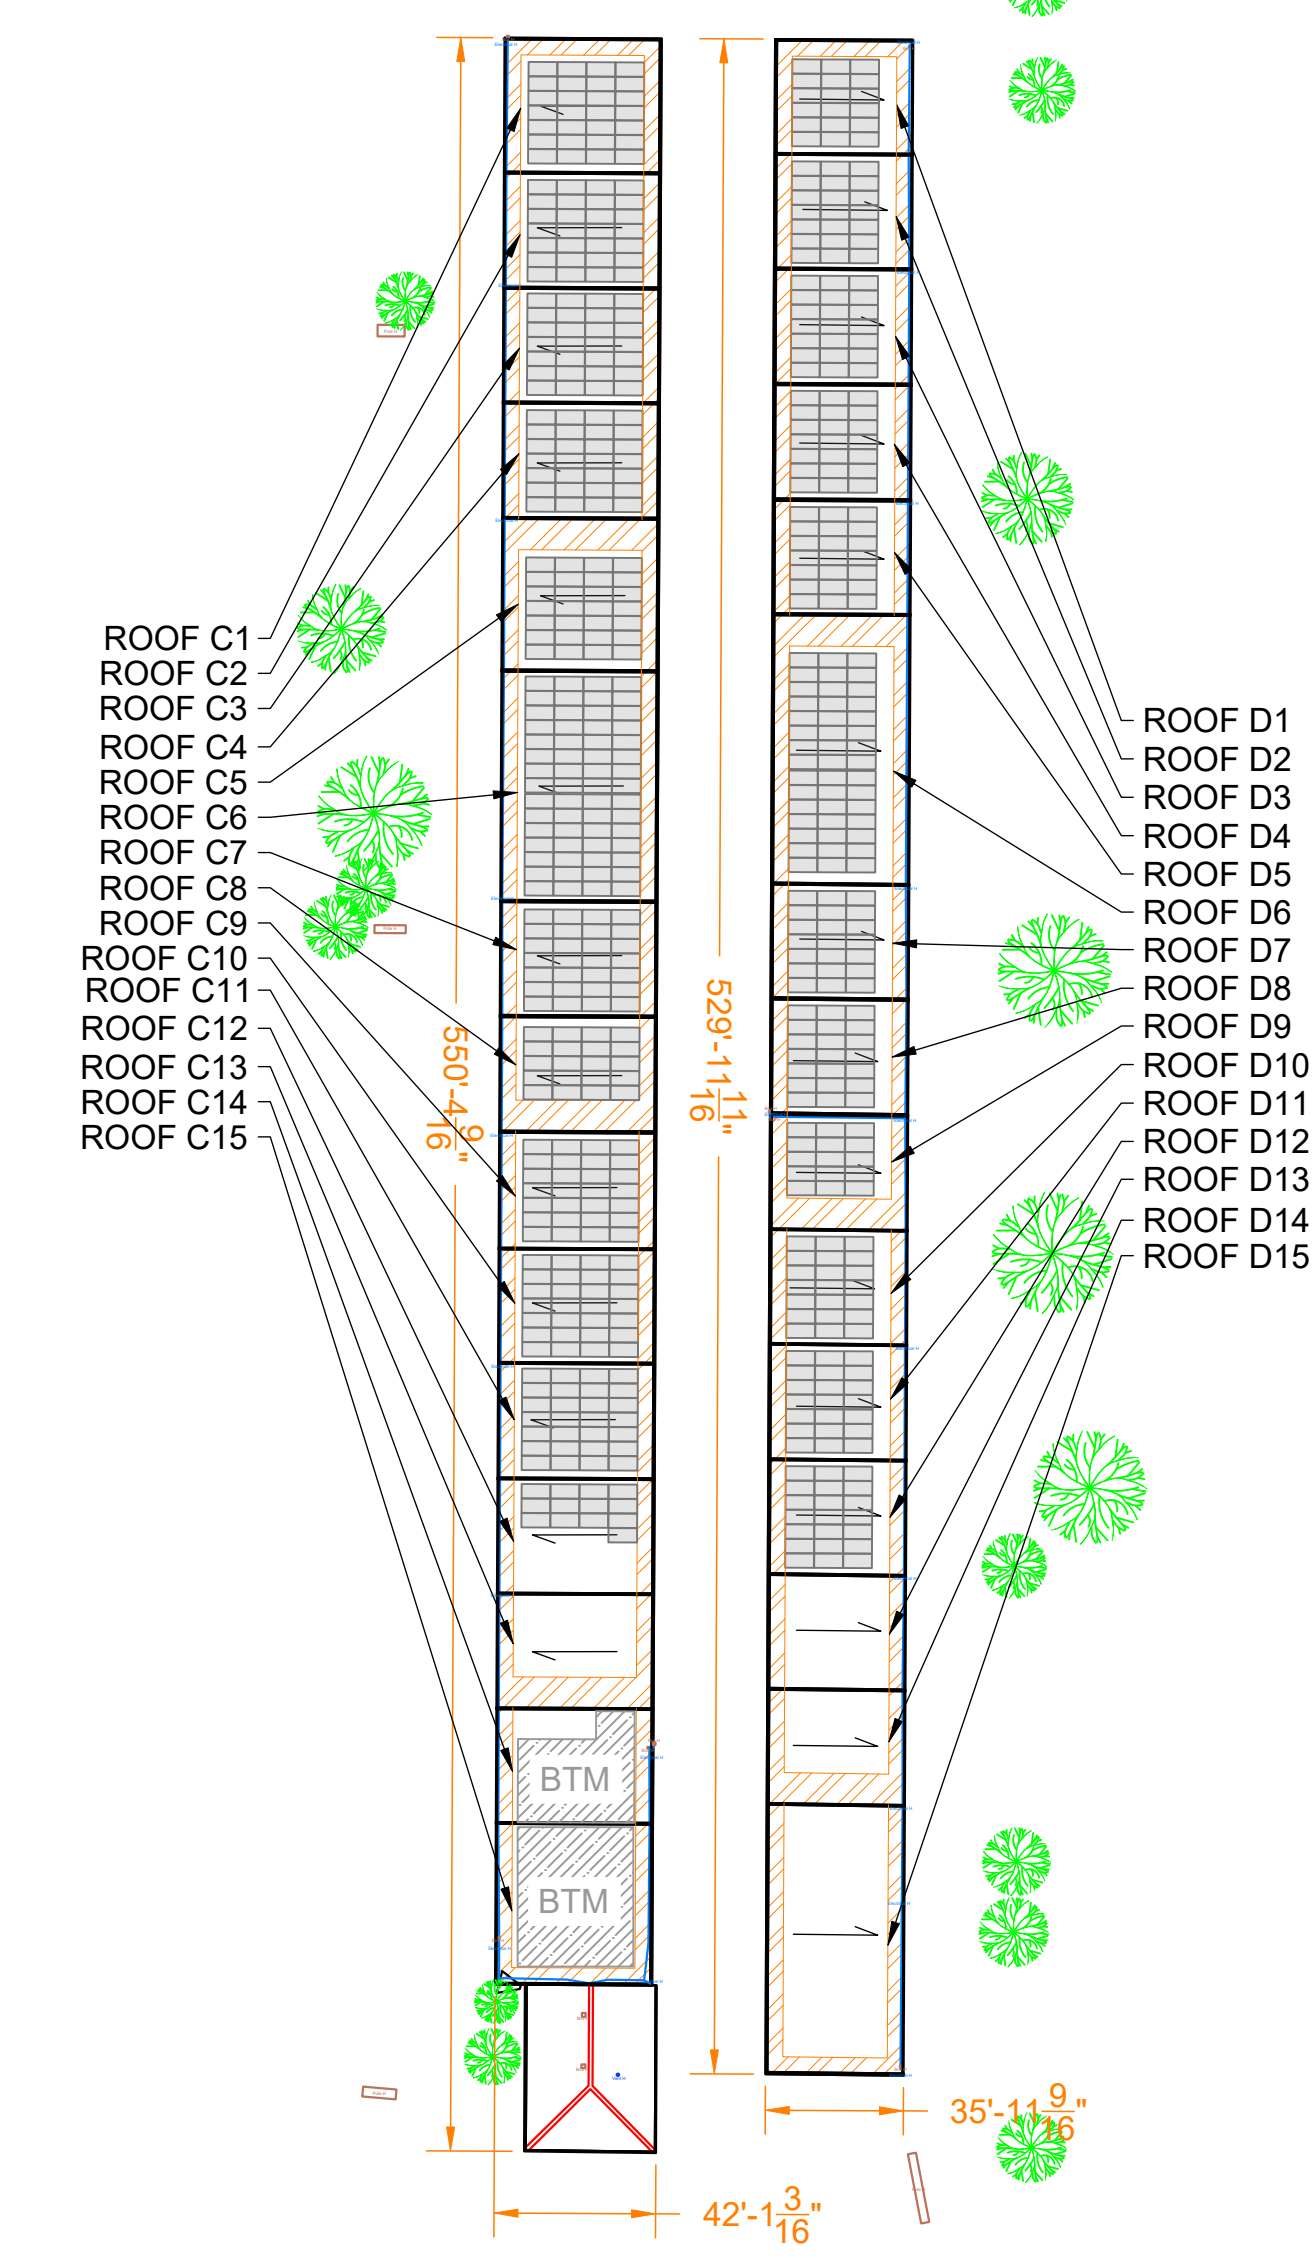 ROOF C1
ROOF C2
ROOF C3
ROOF C4
ROOF C5
ROOF C6
ROOF C7
ROOF C8
ROOF C9
ROOF C10
ROOF C11
ROOF C12
ROOF C13
ROOF C14
ROOF C15
550'-4 9/16"
529'-11 11/16"
ROOF D1
ROOF D2
ROOF D3
ROOF D4
ROOF D5
ROOF D6
ROOF D7
ROOF D8
ROOF D9
ROOF D10
ROOF D11
ROOF D12
ROOF D13
ROOF D14
ROOF D15
BTM
BTM
35'-11 9/16"
42'-1 3/16"